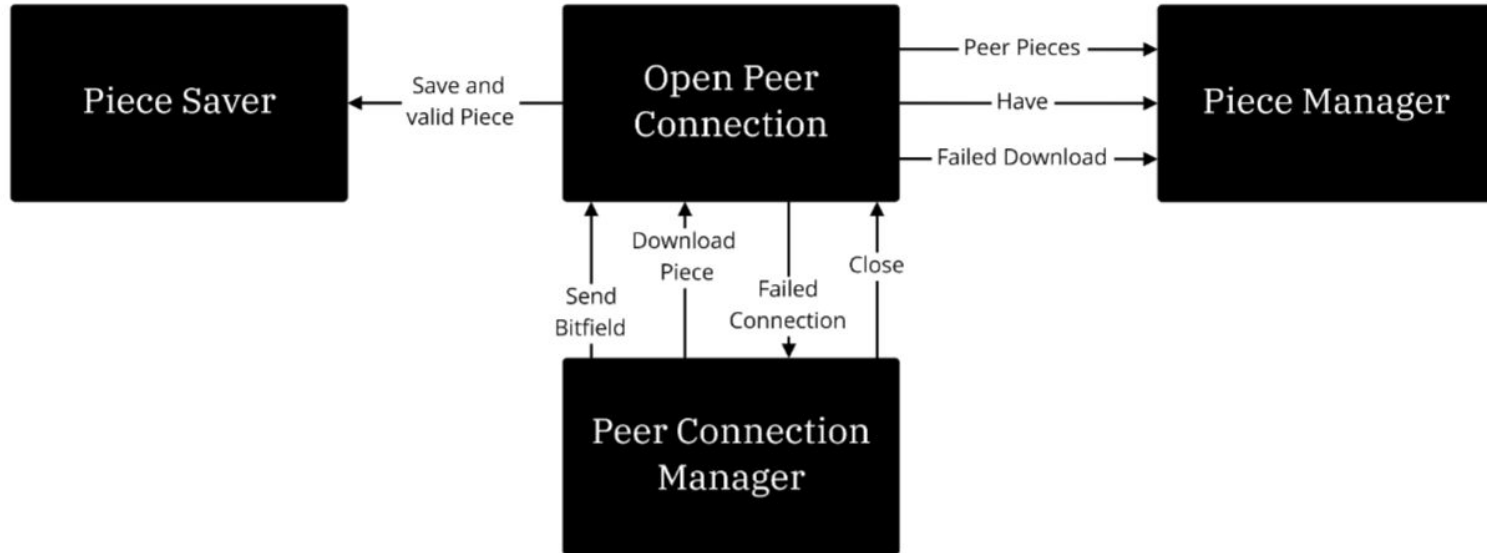 Piece Saver
Save and
valid Piece
Open Peer
Connection
Peer Pieces
Have
Failed Download
Piece Manager
Send
Bitfield
Download
Piece
Failed
Connection
Close
Peer Connection
Manager